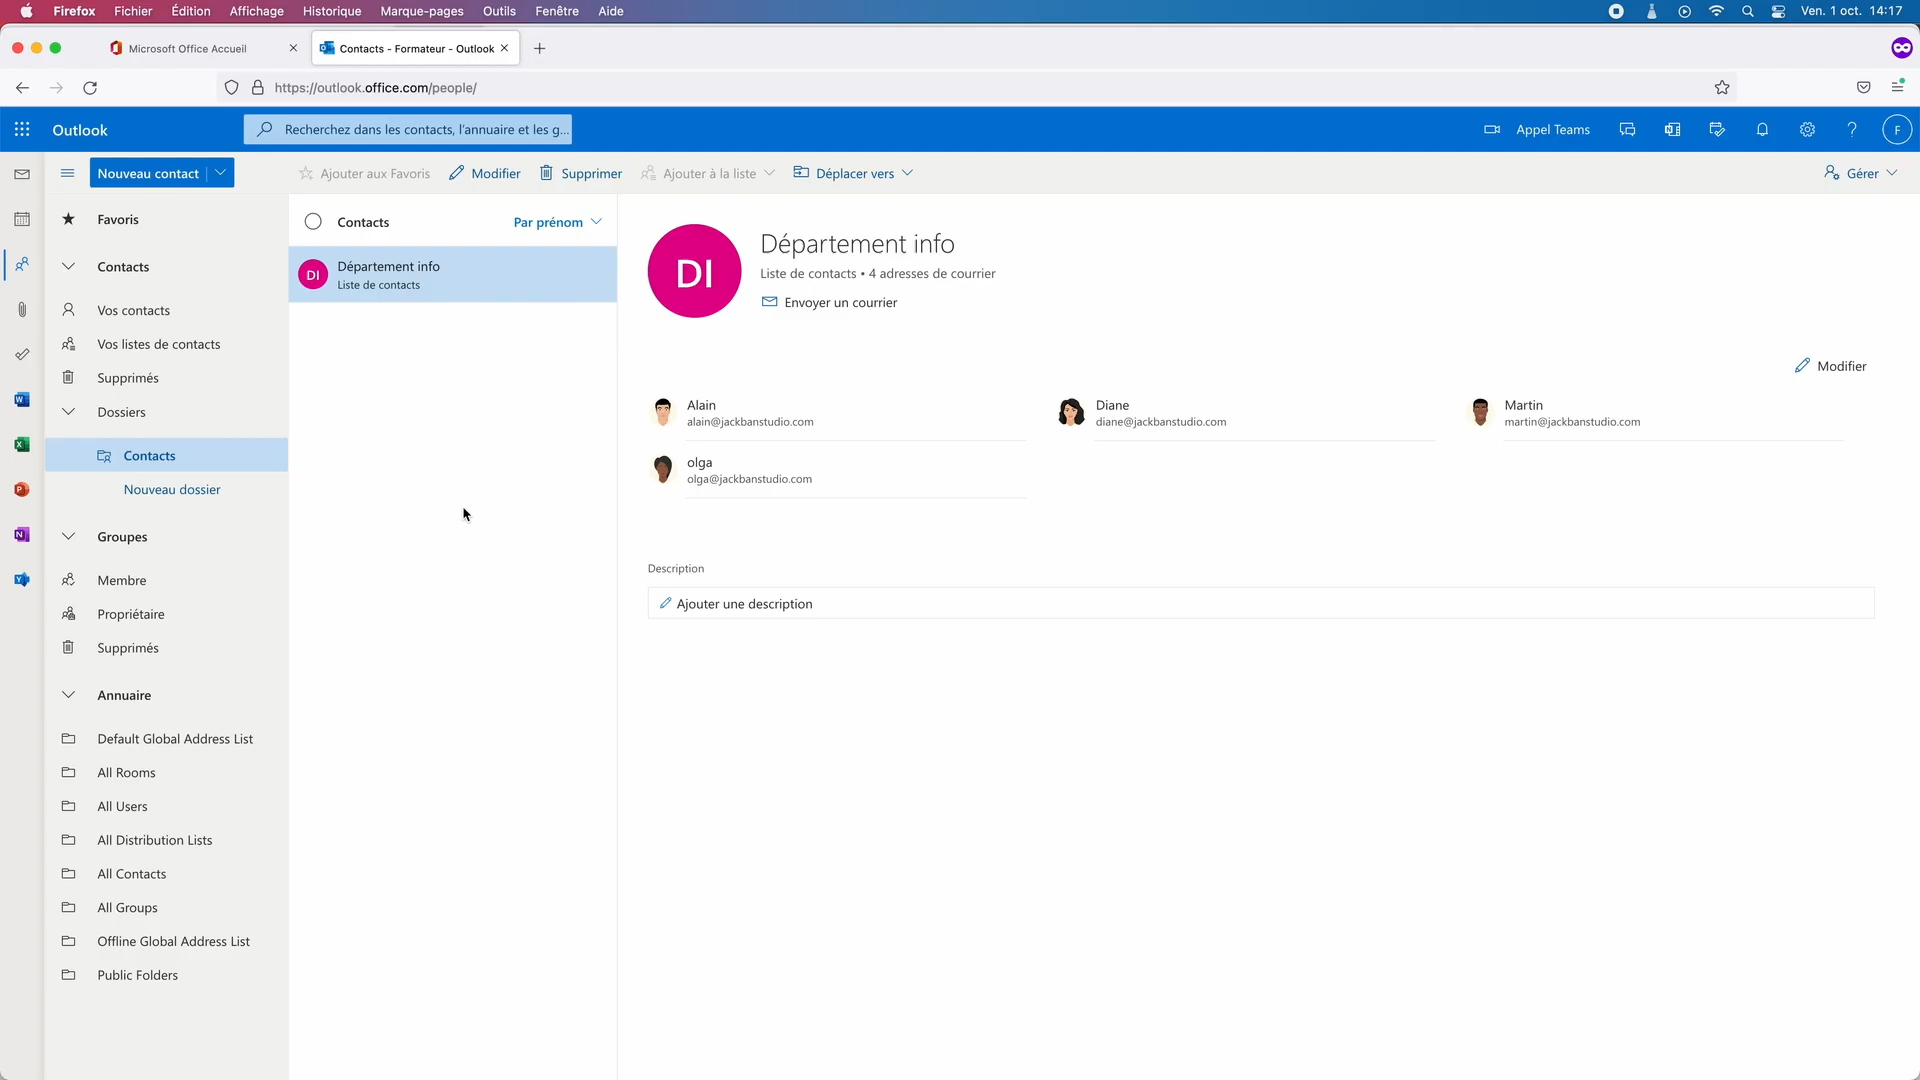 Firefox Fichier Édition Affichage Historique Marque-pages Outils Fenêtre Aide Ven. 1 oct. 14:17
Microsoft Office Accueil
Contacts - Formateur - Outlook
https://outlook.office.com/people/
Outlook
Recherchez dans les contacts, l'annuaire et les g...
Appel Teams
F
Nouveau contact
Ajouter aux Favoris
Modifier
Supprimer
Ajouter à la liste
Déplacer vers
Gérer
Favoris
Contacts
Vos contacts
Vos listes de contacts
Supprimés
Dossiers
Contacts
Nouveau dossier
Groupes
Membre
Propriétaire
Supprimés
Annuaire
Default Global Address List
All Rooms
All Users
All Distribution Lists
All Contacts
All Groups
Offline Global Address List
Public Folders
Contacts
Par prénom
DI
Département info
Liste de contacts
DI
Département info
Liste de contacts • 4 adresses de courrier
Envoyer un courrier
Modifier
Alain
alain@jackbanstudio.com
Diane
diane@jackbanstudio.com
Martin
martin@jackbanstudio.com
olga
olga@jackbanstudio.com
Description
Ajouter une description